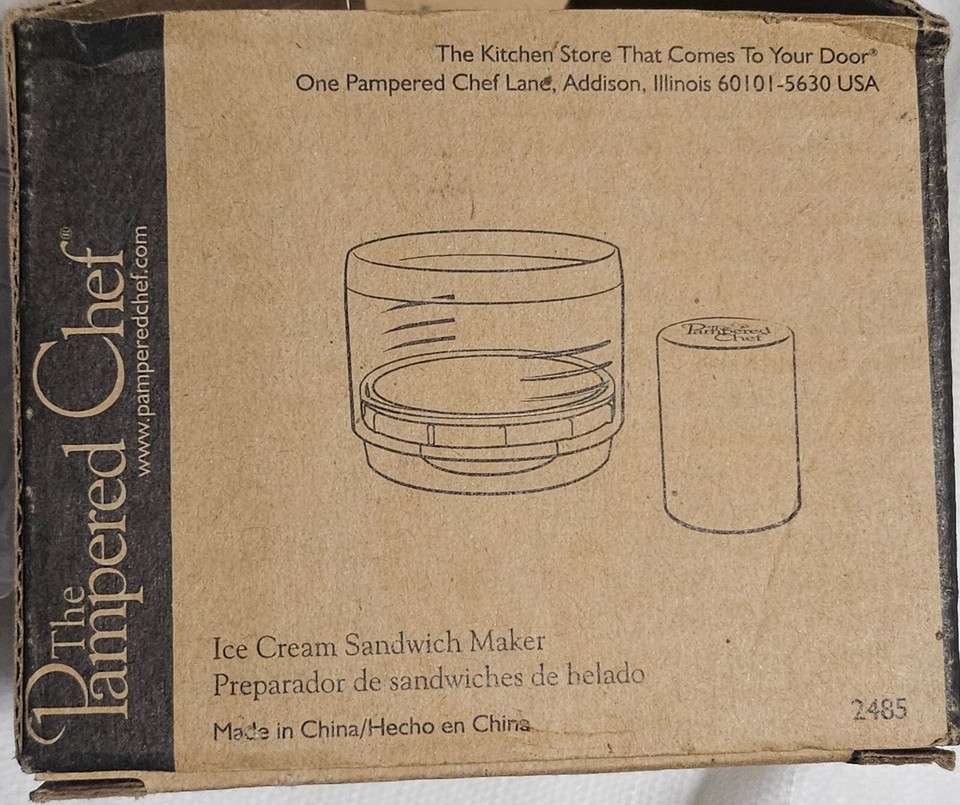 The Kitchen Store That Comes To Your Door®
One Pampered Chef Lane, Addison, Illinois 60101-5630 USA
The
Pampered Chef®
www.pamperedchef.com
The
Pampered
Chef
Ice Cream Sandwich Maker
Preparador de sandwiches de helado
Made in China/Hecho en China
2485